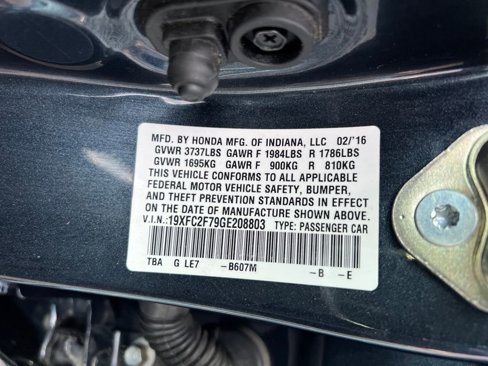 MFD. BY HONDA MFG. OF INDIANA, LLC 02/'16
GVWR 3737LBS GAWR F 1984LBS R 1786LBS
GVWR 1695KG GAWR F 900KG R 810KG
THIS VEHICLE CONFORMS TO ALL APPLICABLE
FEDERAL MOTOR VEHICLE SAFETY, BUMPER,
AND THEFT PREVENTION STANDARDS IN EFFECT
ON THE DATE OF MANUFACTURE SHOWN ABOVE.
V.I.N.:19XFC2F79GE208803 TYPE: PASSENGER CAR
TBA G LE7 -B607M -B -E